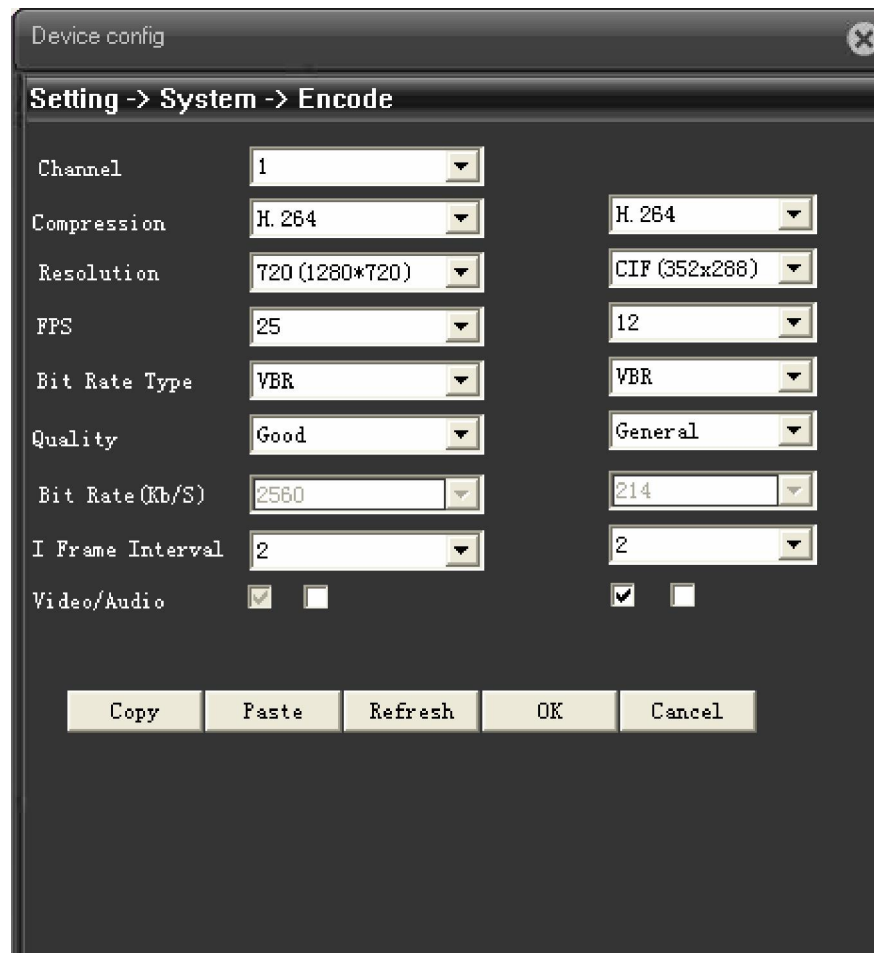 Device config
Setting -> System -> Encode
Channel 1
Compression H.264 H.264
Resolution 720(1280*720) CIF(352x288)
FPS 25 12
Bit Rate Type VBR VBR
Quality Good General
Bit Rate(Kb/S) 2560 214
I Frame Interval 2 2
Video/Audio
Copy Paste Refresh OK Cancel